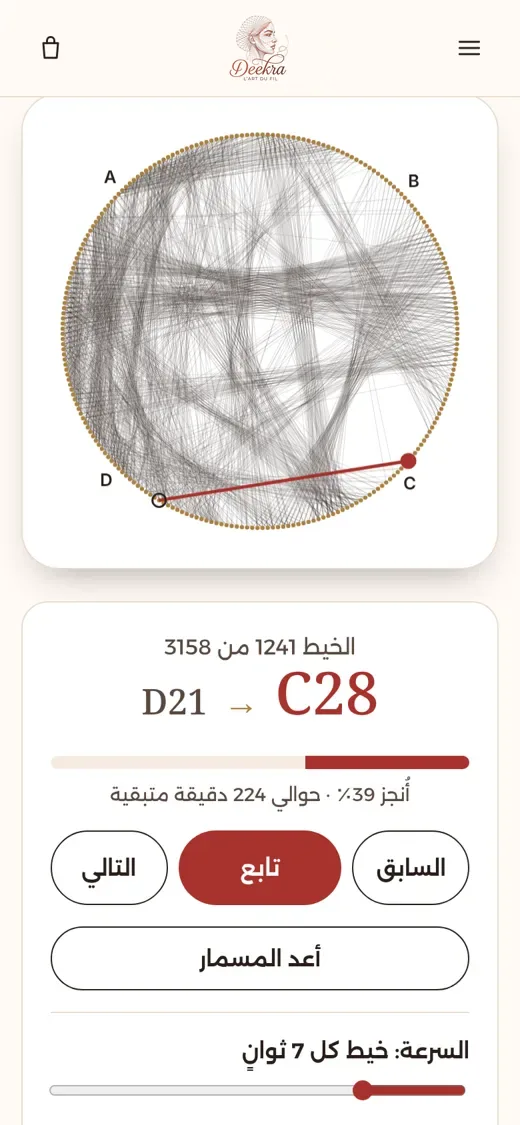 Deekra
L'ART DU FIL
A
B
D
C
الخيط 1241 من 3158
D21 → C28
أُنجز 39٪ · حوالي 224 دقيقة متبقية
السابق
تابع
التالي
أعد المسمار
السرعة: خيط كل 7 ثوانٍ